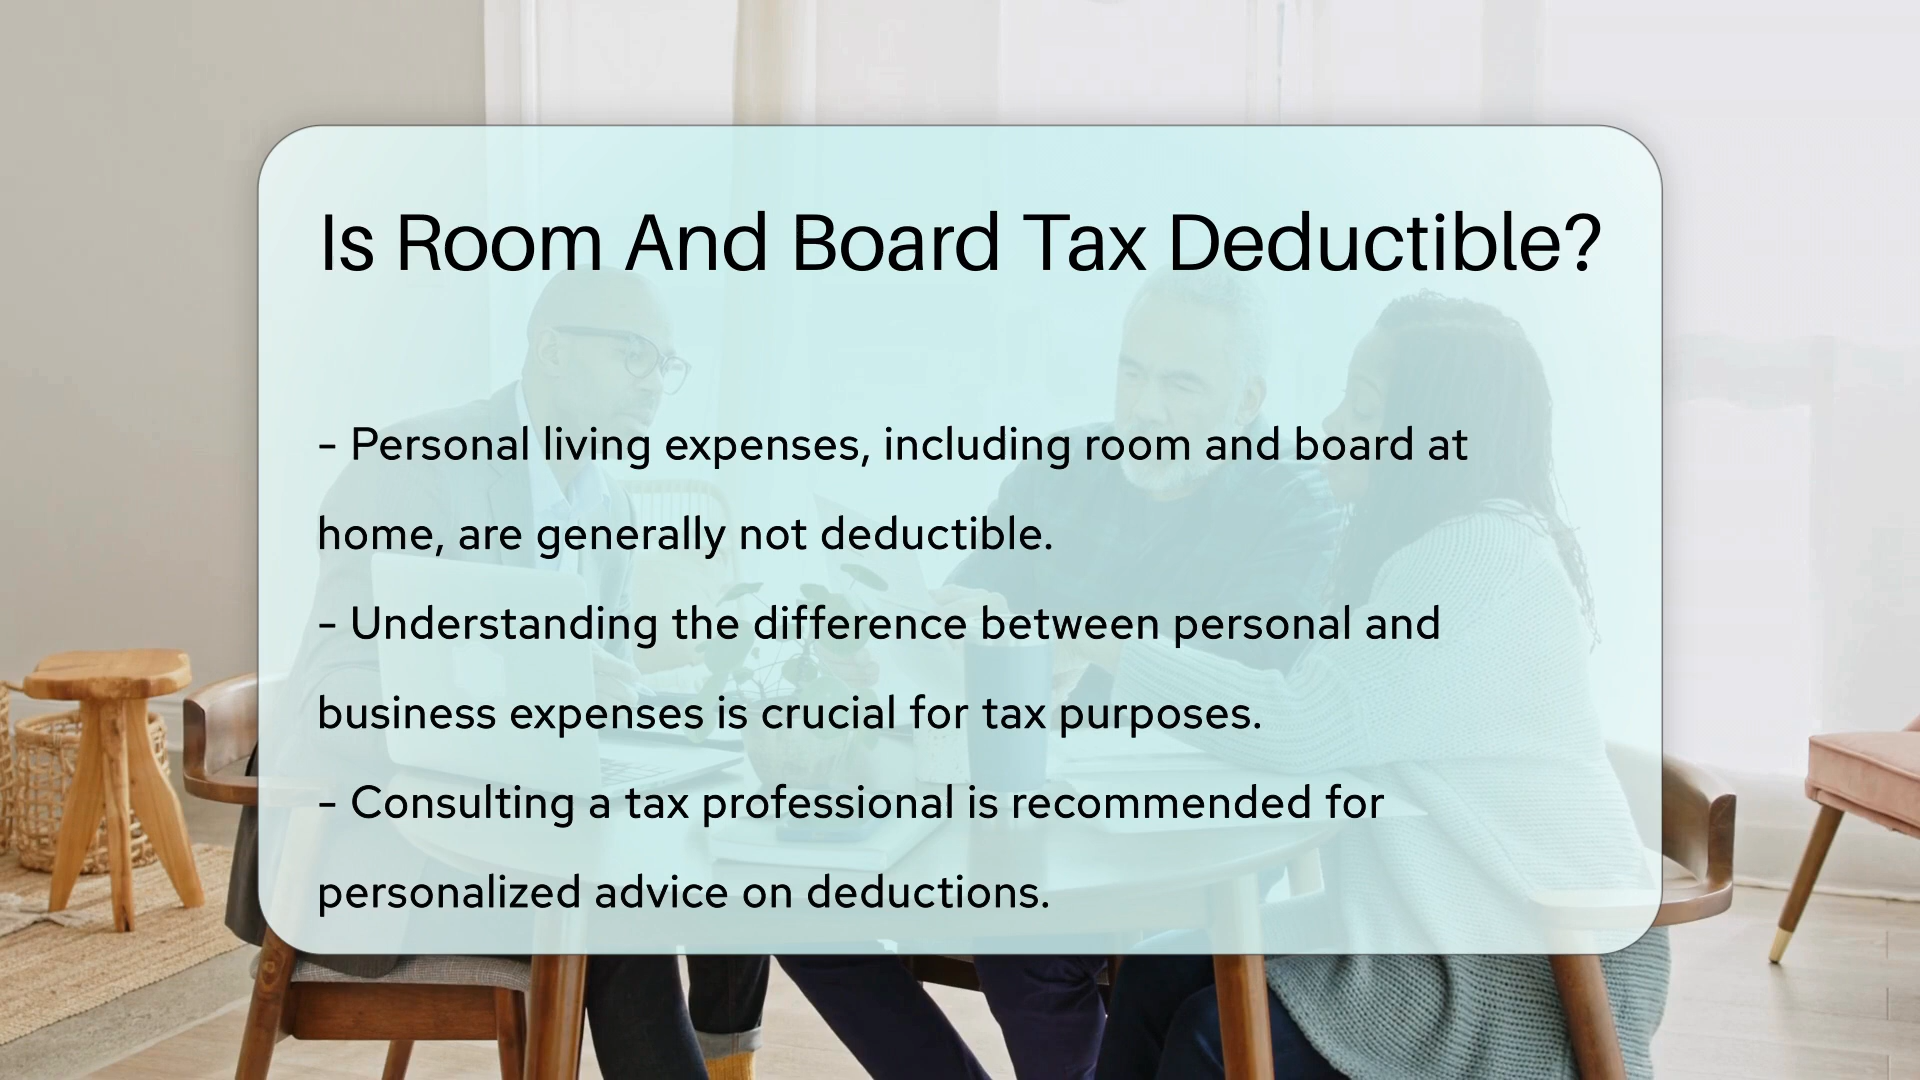 Is Room And Board Tax Deductible?
- Personal living expenses, including room and board at
home, are generally not deductible.
- Understanding the difference between personal and
business expenses is crucial for tax purposes.
- Consulting a tax professional is recommended for
personalized advice on deductions.